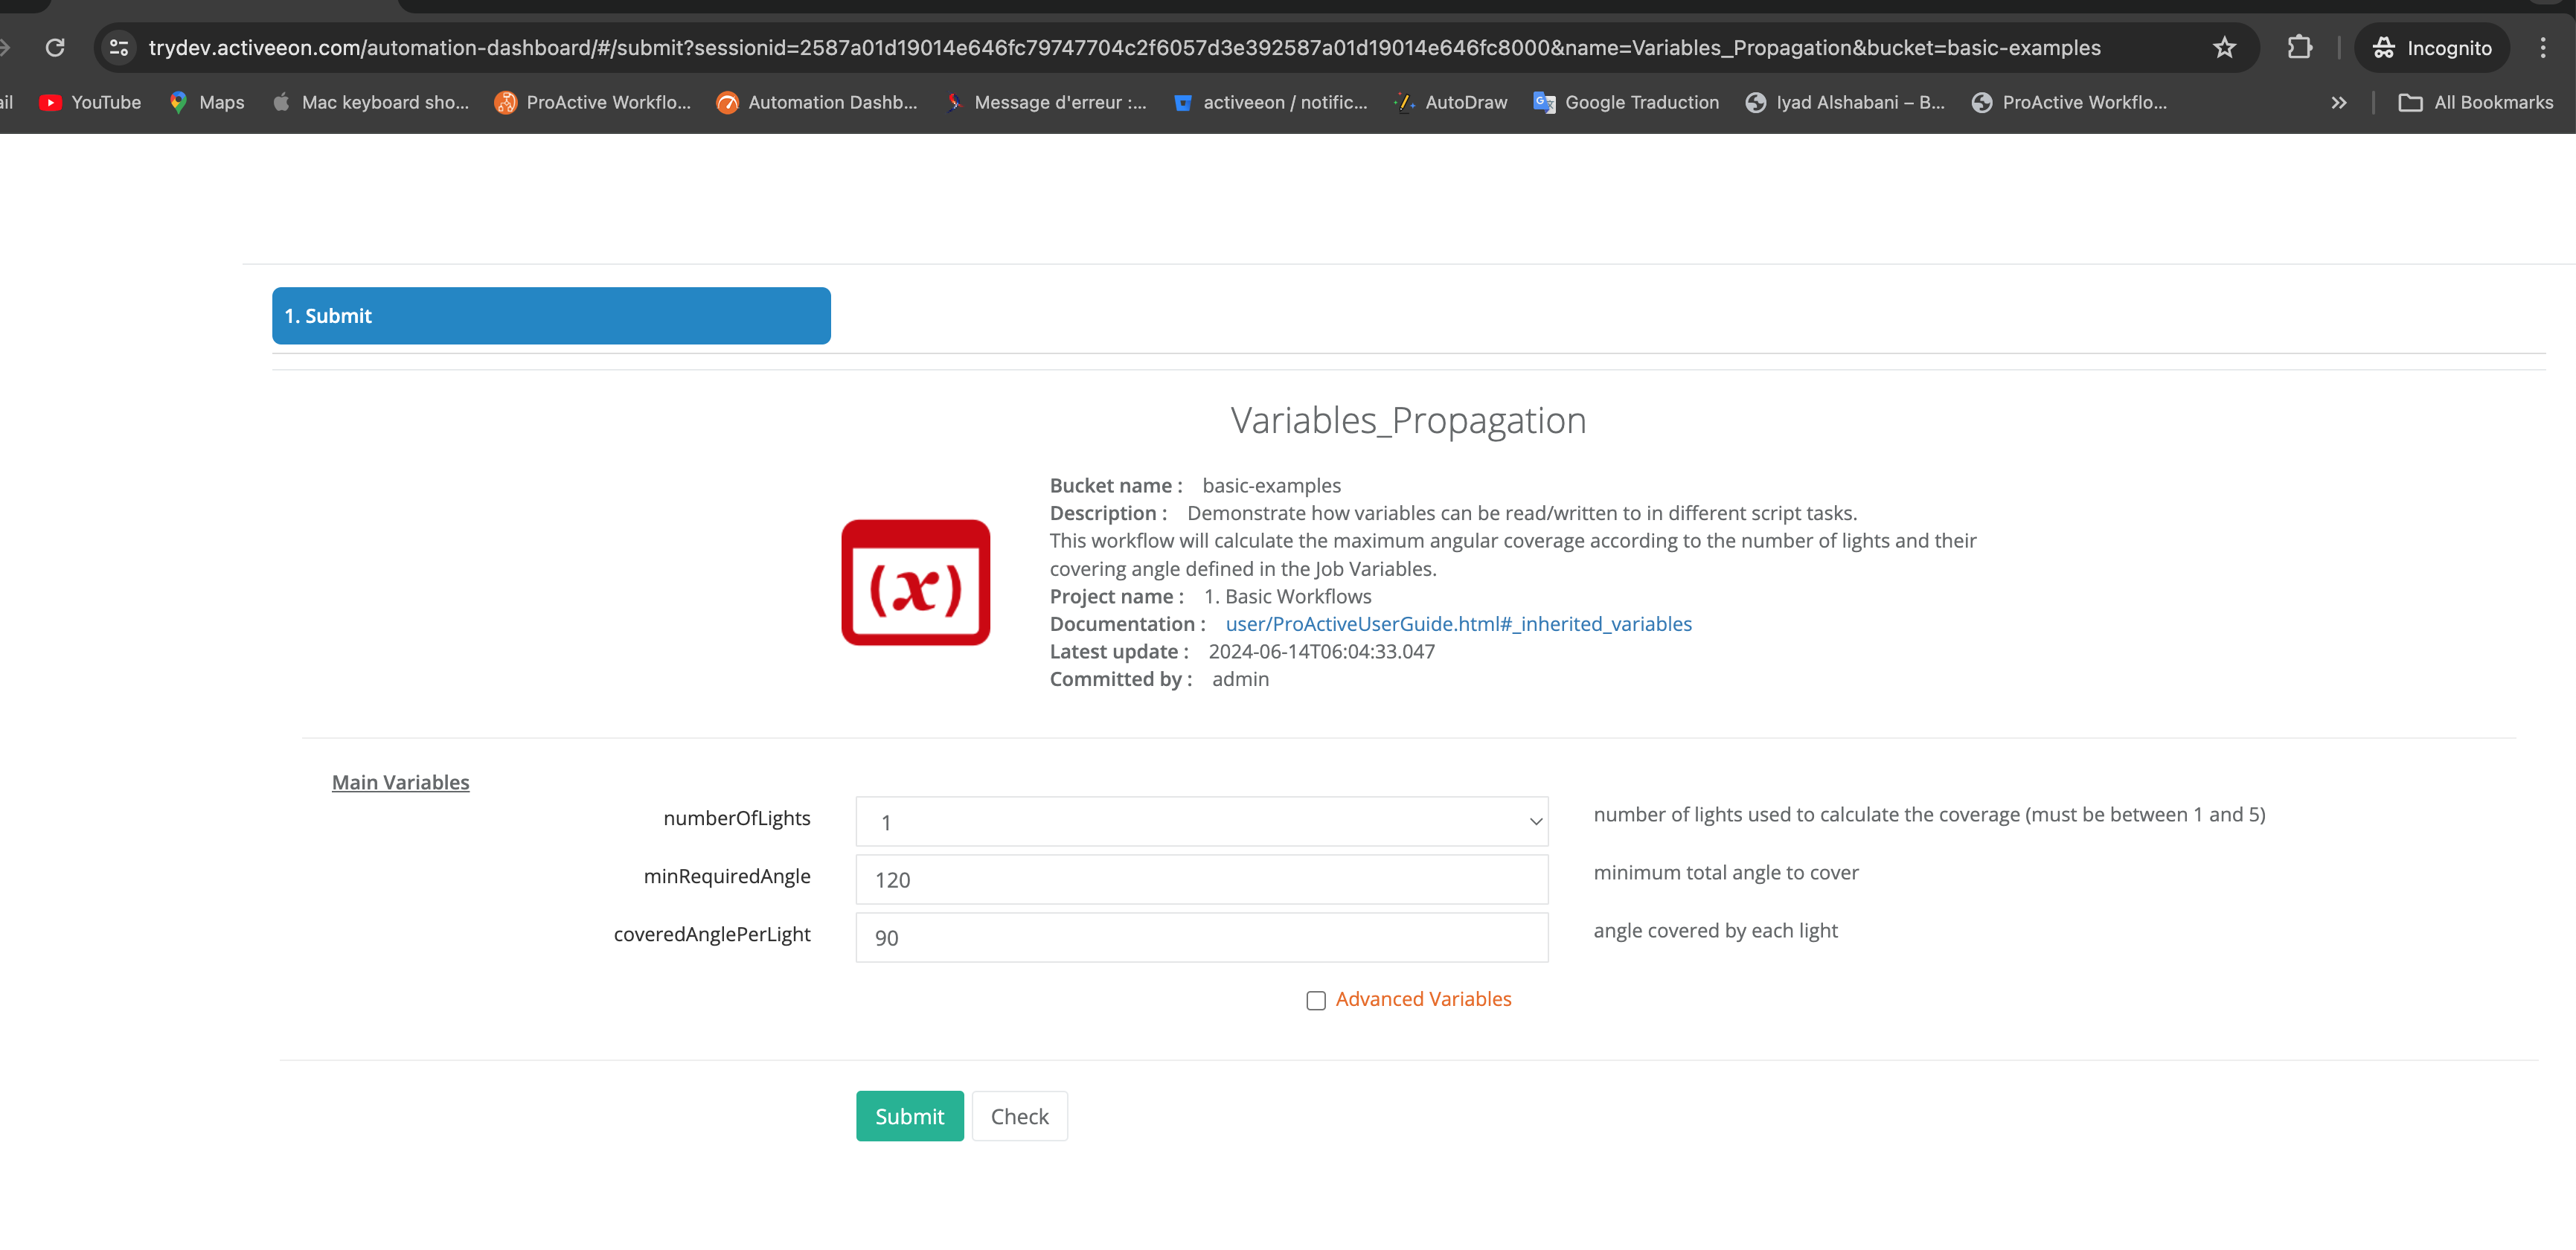 trydev.activeeon.com/automation-dashboard/#/submit?sessionid=2587a01d19014e646fc79747704c2f6057d3e392587a01d19014e646fc8000&name=Variables_Propagation&bucket=basic-examples
Incognito
ail YouTube Maps Mac keyboard sho... ProActive Workflo... Automation Dashb... Message d'erreur :... activeeon / notific... AutoDraw Google Traduction Iyad Alshabani – B... ProActive Workflo... » All Bookmarks
1. Submit
Variables_Propagation
(x)
Bucket name : basic-examples
Description : Demonstrate how variables can be read/written to in different script tasks.
This workflow will calculate the maximum angular coverage according to the number of lights and their
covering angle defined in the Job Variables.
Project name : 1. Basic Workflows
Documentation : user/ProActiveUserGuide.html#_inherited_variables
Latest update : 2024-06-14T06:04:33.047
Committed by : admin
Main Variables
numberOfLights 1 number of lights used to calculate the coverage (must be between 1 and 5)
minRequiredAngle 120 minimum total angle to cover
coveredAnglePerLight 90 angle covered by each light
Advanced Variables
Submit Check